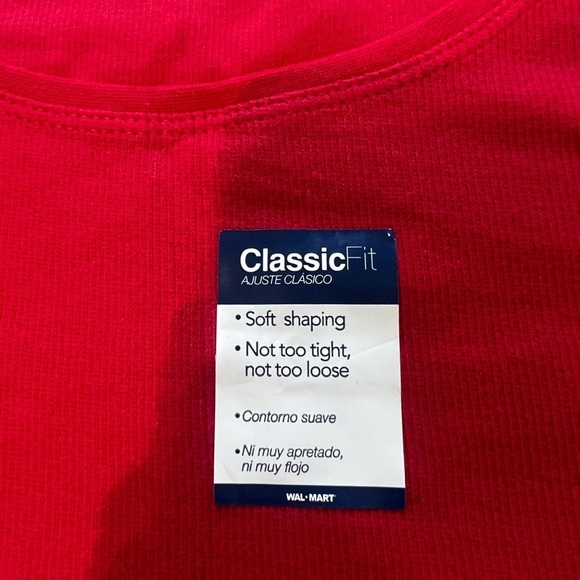 ClassicFit
AJUSTE CLÁSICO
• Soft shaping
• Not too tight,
not too loose
• Contorno suave
• Ni muy apretado,
ni muy flojo
WAL•MART